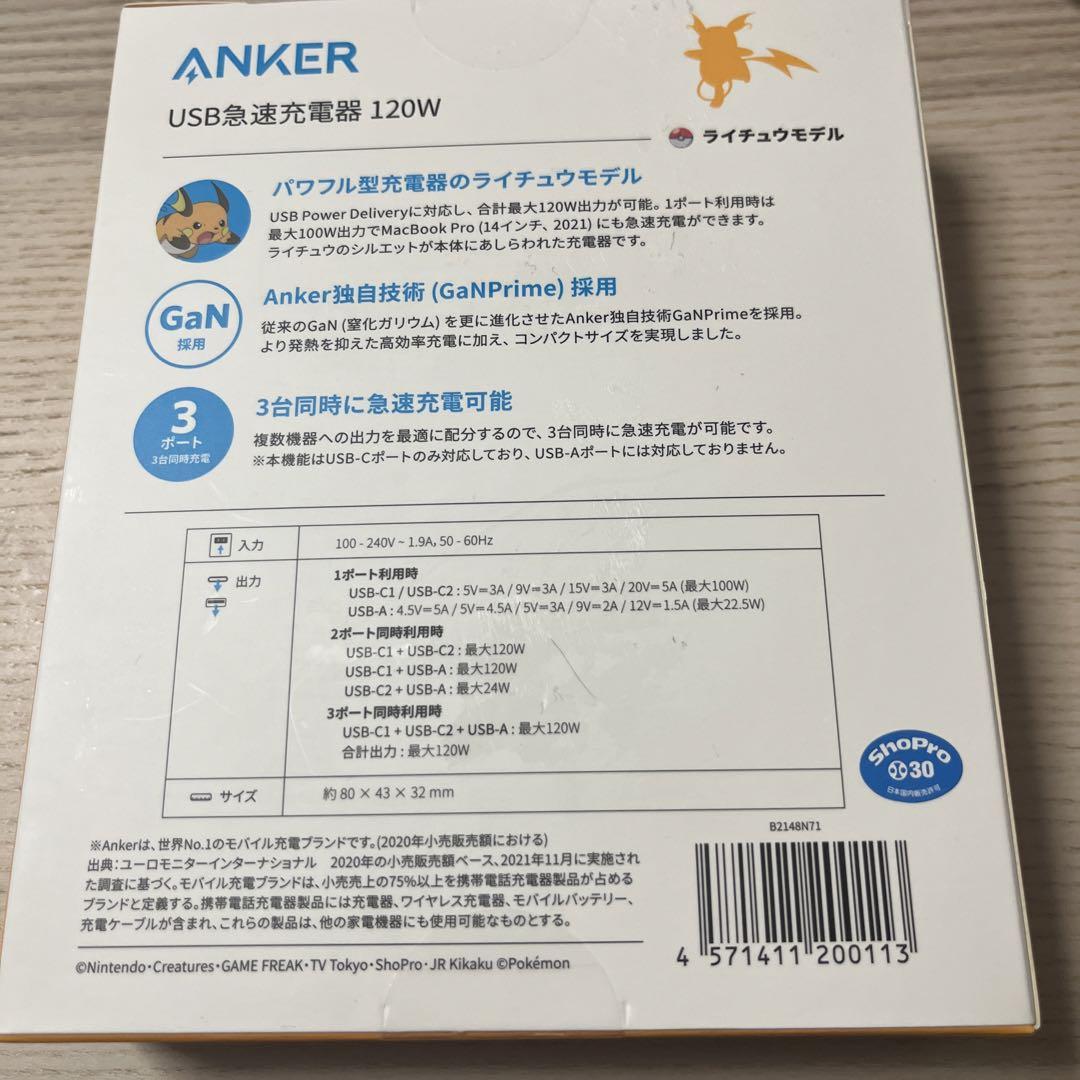 ANKER
USB急速充電器 120W
ライチュウモデル
パワフル型充電器のライチュウモデル
USB Power Deliveryに対応し、合計最大120W出力が可能。1ポート利用時は
最大100W出力でMacBook Pro (14インチ、2021) にも急速充電ができます。
ライチュウのシルエットが本体にあしらわれた充電器です。
GaN
採用
Anker独自技術 (GaNPrime) 採用
従来のGaN (窒化ガリウム) を更に進化させたAnker独自技術GaNPrimeを採用。
より発熱を抑えた高効率充電に加え、コンパクトサイズを実現しました。
3
ポート
3台同時充電
3台同時に急速充電可能
複数機器への出力を最適に配分するので、3台同時に急速充電が可能です。
※本機能はUSB-Cポートのみ対応しており、USB-Aポートには対応しておりません。
入力
100 - 240V ~ 1.9A, 50 - 60Hz
出力
1ポート利用時
USB-C1 / USB-C2 : 5V=3A / 9V=3A / 15V=3A / 20V=5A (最大100W)
USB-A : 4.5V=5A / 5V=4.5A / 5V=3A / 9V=2A / 12V=1.5A (最大22.5W)
2ポート同時利用時
USB-C1 + USB-C2 : 最大120W
USB-C1 + USB-A : 最大120W
USB-C2 + USB-A : 最大24W
3ポート同時利用時
USB-C1 + USB-C2 + USB-A : 最大120W
合計出力 : 最大120W
サイズ
約 80 × 43 × 32 mm
ShoPro
30
日本国内販売許可
B2148N71
※Ankerは、世界No.1のモバイル充電ブランドです。(2020年小売販売額における)
出典:ユーロモニターインターナショナル 2020年の小売販売額ベース、2021年11月に実施され
た調査に基づく。モバイル充電ブランドは、小売売上の75%以上を携帯電話充電器製品が占める
ブランドと定義する。携帯電話充電器製品には充電器、ワイヤレス充電器、モバイルバッテリー、
充電ケーブルが含まれ、これらの製品は、他の家電機器にも使用可能なものとする。
4 571411 200113
©Nintendo・Creatures・GAME FREAK・TV Tokyo・ShoPro・JR Kikaku ©Pokémon